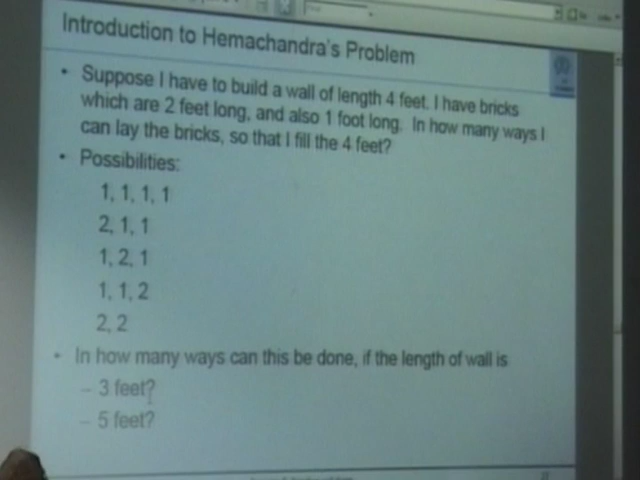 Introduction to Hemachandra's Problem
• Suppose I have to build a wall of length 4 feet. I have bricks
which are 2 feet long, and also 1 foot long. In how many ways I
can lay the bricks, so that I fill the 4 feet?
• Possibilities:
1, 1, 1, 1
2, 1, 1
1, 2, 1
1, 1, 2
2, 2
• In how many ways can this be done, if the length of wall is
– 3 feet?
– 5 feet?